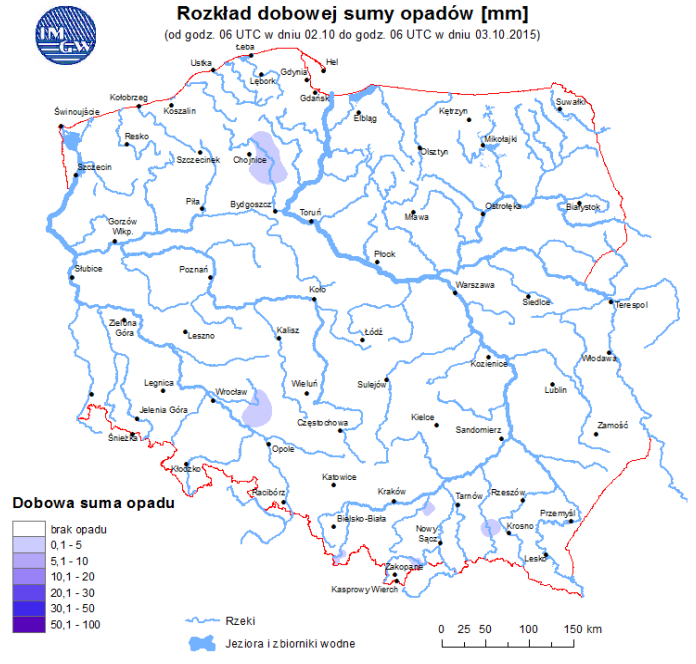 Rozkład dobowej sumy opadów [mm]
(od godz. 06 UTC w dniu 02.10 do godz. 06 UTC w dniu 03.10.2015)
IM
G.W
Łeba
Ustka
Hel
Lębork
Gdynia
Gdańsk
Kołobrzeg
Koszalin
Świnoujście
Elbląg
Kętrzyn
Suwałki
Resko
Szczecinek
Chojnice
Olsztyn
Mikołajki
Szczecin
Piła
Bydgoszcz
Toruń
Mława
Ostrołęka
Białystok
Gorzów
Wlkp.
Płock
Słubice
Poznań
Koło
Warszawa
Siedlce
Terespol
Zielona
Góra
Leszno
Kalisz
Łódź
Kozienice
Włodawa
Legnica
Wrocław
Wieluń
Sulejów
Lublin
Jelenia Góra
Śnieżka
Częstochowa
Kielce
Sandomierz
Zamość
Opole
Kłodzko
Katowice
Racibórz
Kraków
Tarnów
Rzeszów
Przemyśl
Bielsko-Biała
Nowy
Sącz
Krosno
Lesko
Zakopane
Kasprowy Wierch
Dobowa suma opadu
brak opadu
0,1 - 5
5,1 - 10
10,1 - 20
20,1 - 30
30,1 - 50
50,1 - 100
Rzeki
Jeziora i zbiorniki wodne
0 25 50 100 150 km